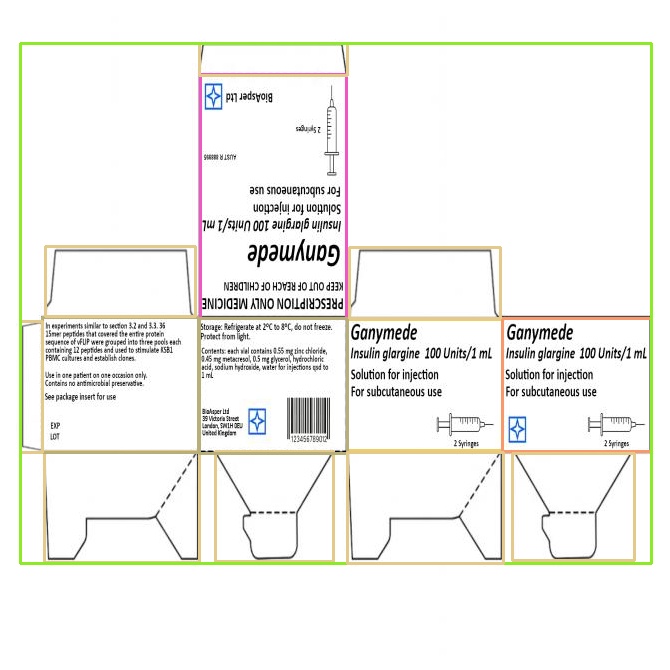 BioAsper Ltd
2 Syringes
AUST R 888995
For subcutaneous use
Solution for injection
Insulin glargine 100 Units/1 mL
Ganymede
KEEP OUT OF REACH OF CHILDREN
PRESCRIPTION ONLY MEDICINE
In experiments similar to section 3.2 and 3.3. 36
15mer peptides that covered the entire protein
sequence of vFLIP were grouped into three pools each
containing 12 peptides and used to stimulate KSB1
PBMC cultures and establish clones.
Use in one patient on one occasion only.
Contains no antimicrobial preservative.
See package insert for use
EXP
LOT
Storage: Refrigerate at 2°C to 8°C, do not freeze.
Protect from light.
Contents: each vial contains 0.55 mg zinc chloride,
0.45 mg metacresol, 0.5 mg glycerol, hydrochloric
acid, sodium hydroxide, water for injections qsd to
1 mL
BioAsper Ltd
39 Victoria Street
London, SW1H 0EU
United Kingdom
123456789012
Ganymede
Insulin glargine 100 Units/1 mL
Solution for injection
For subcutaneous use
2 Syringes
Ganymede
Insulin glargine 100 Units/1 mL
Solution for injection
For subcutaneous use
2 Syringes